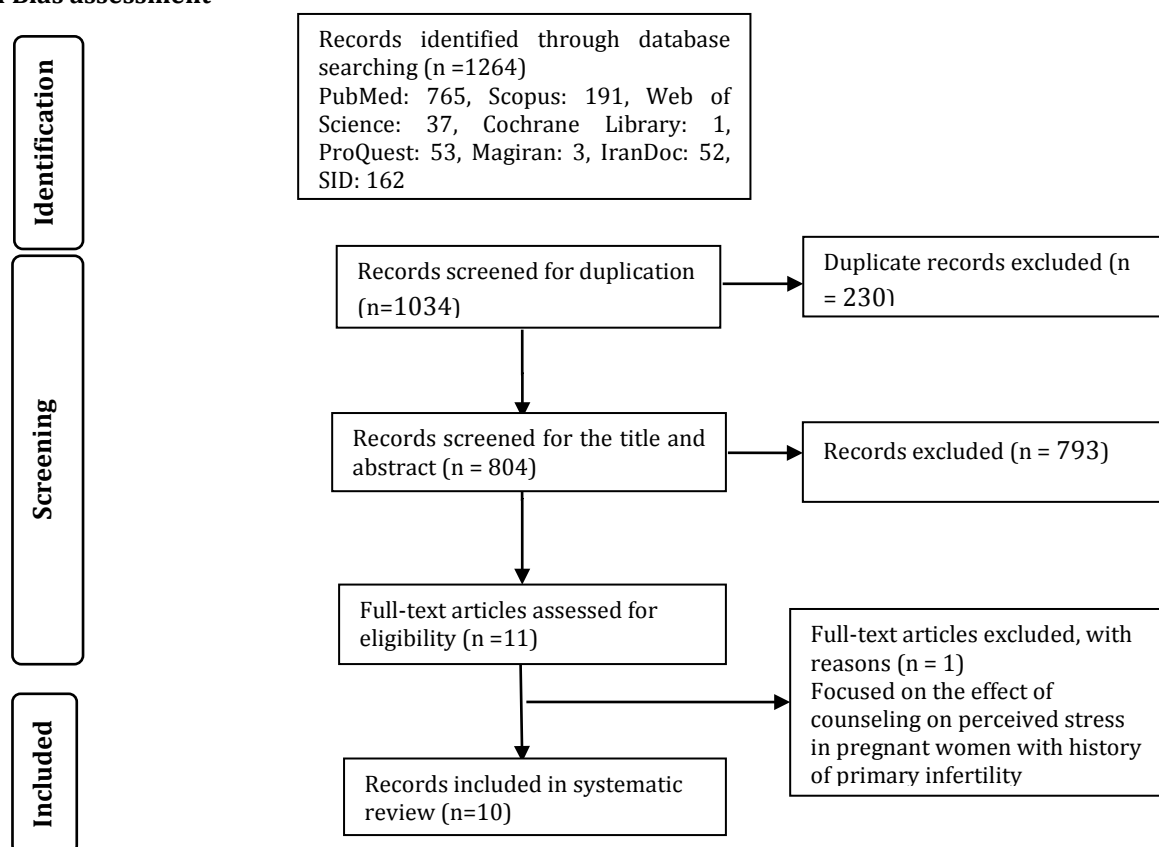 Bias assessment
Identification
Records identified through database
searching (n =1264)
PubMed: 765, Scopus: 191, Web of
Science: 37, Cochrane Library: 1,
ProQuest: 53, Magiran: 3, IranDoc: 52,
SID: 162
Screening
Records screened for duplication
(n=1034)
Duplicate records excluded (n
= 230)
Records screened for the title and
abstract (n = 804)
Records excluded (n = 793)
Full-text articles assessed for
eligibility (n =11)
Full-text articles excluded, with
reasons (n = 1)
Focused on the effect of
counseling on perceived stress
in pregnant women with history
of primary infertility
Included
Records included in systematic
review (n=10)